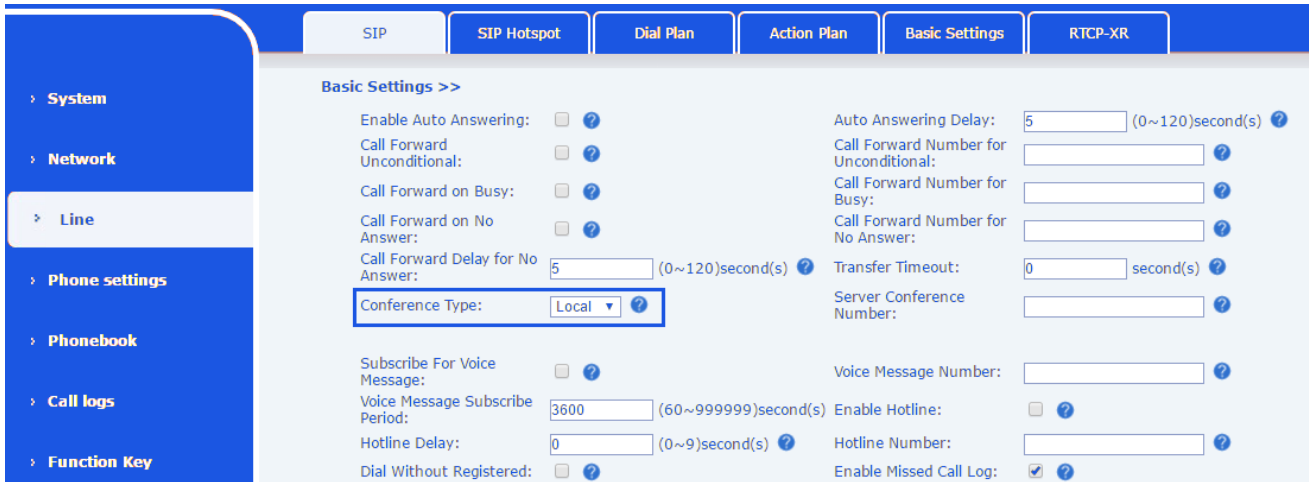 SIP
SIP Hotspot
Dial Plan
Action Plan
Basic Settings
RTCP-XR
› System
› Network
› Line
› Phone settings
› Phonebook
› Call logs
› Function Key
Basic Settings >>
Enable Auto Answering: ?
Auto Answering Delay: 5 (0~120)second(s) ?
Call Forward
Unconditional: ?
Call Forward Number for
Unconditional: ?
Call Forward on Busy: ?
Call Forward Number for
Busy: ?
Call Forward on No
Answer: ?
Call Forward Number for
No Answer: ?
Call Forward Delay for No
Answer: 5 (0~120)second(s) ?
Transfer Timeout: 0 second(s) ?
Conference Type: Local ▼ ?
Server Conference
Number: ?
Subscribe For Voice
Message: ?
Voice Message Number: ?
Voice Message Subscribe
Period: 3600 (60~999999)second(s)
Enable Hotline: ?
Hotline Delay: 0 (0~9)second(s) ?
Hotline Number: ?
Dial Without Registered: ?
Enable Missed Call Log: ?